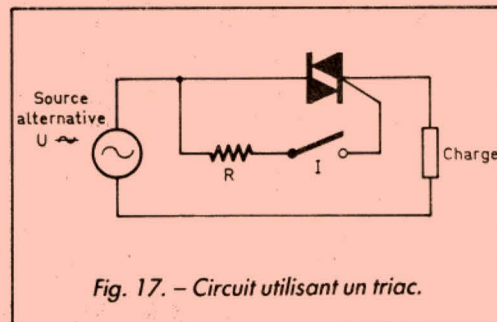 Source
alternative
U ~
R
I
Charge
Fig. 17. – Circuit utilisant un triac.